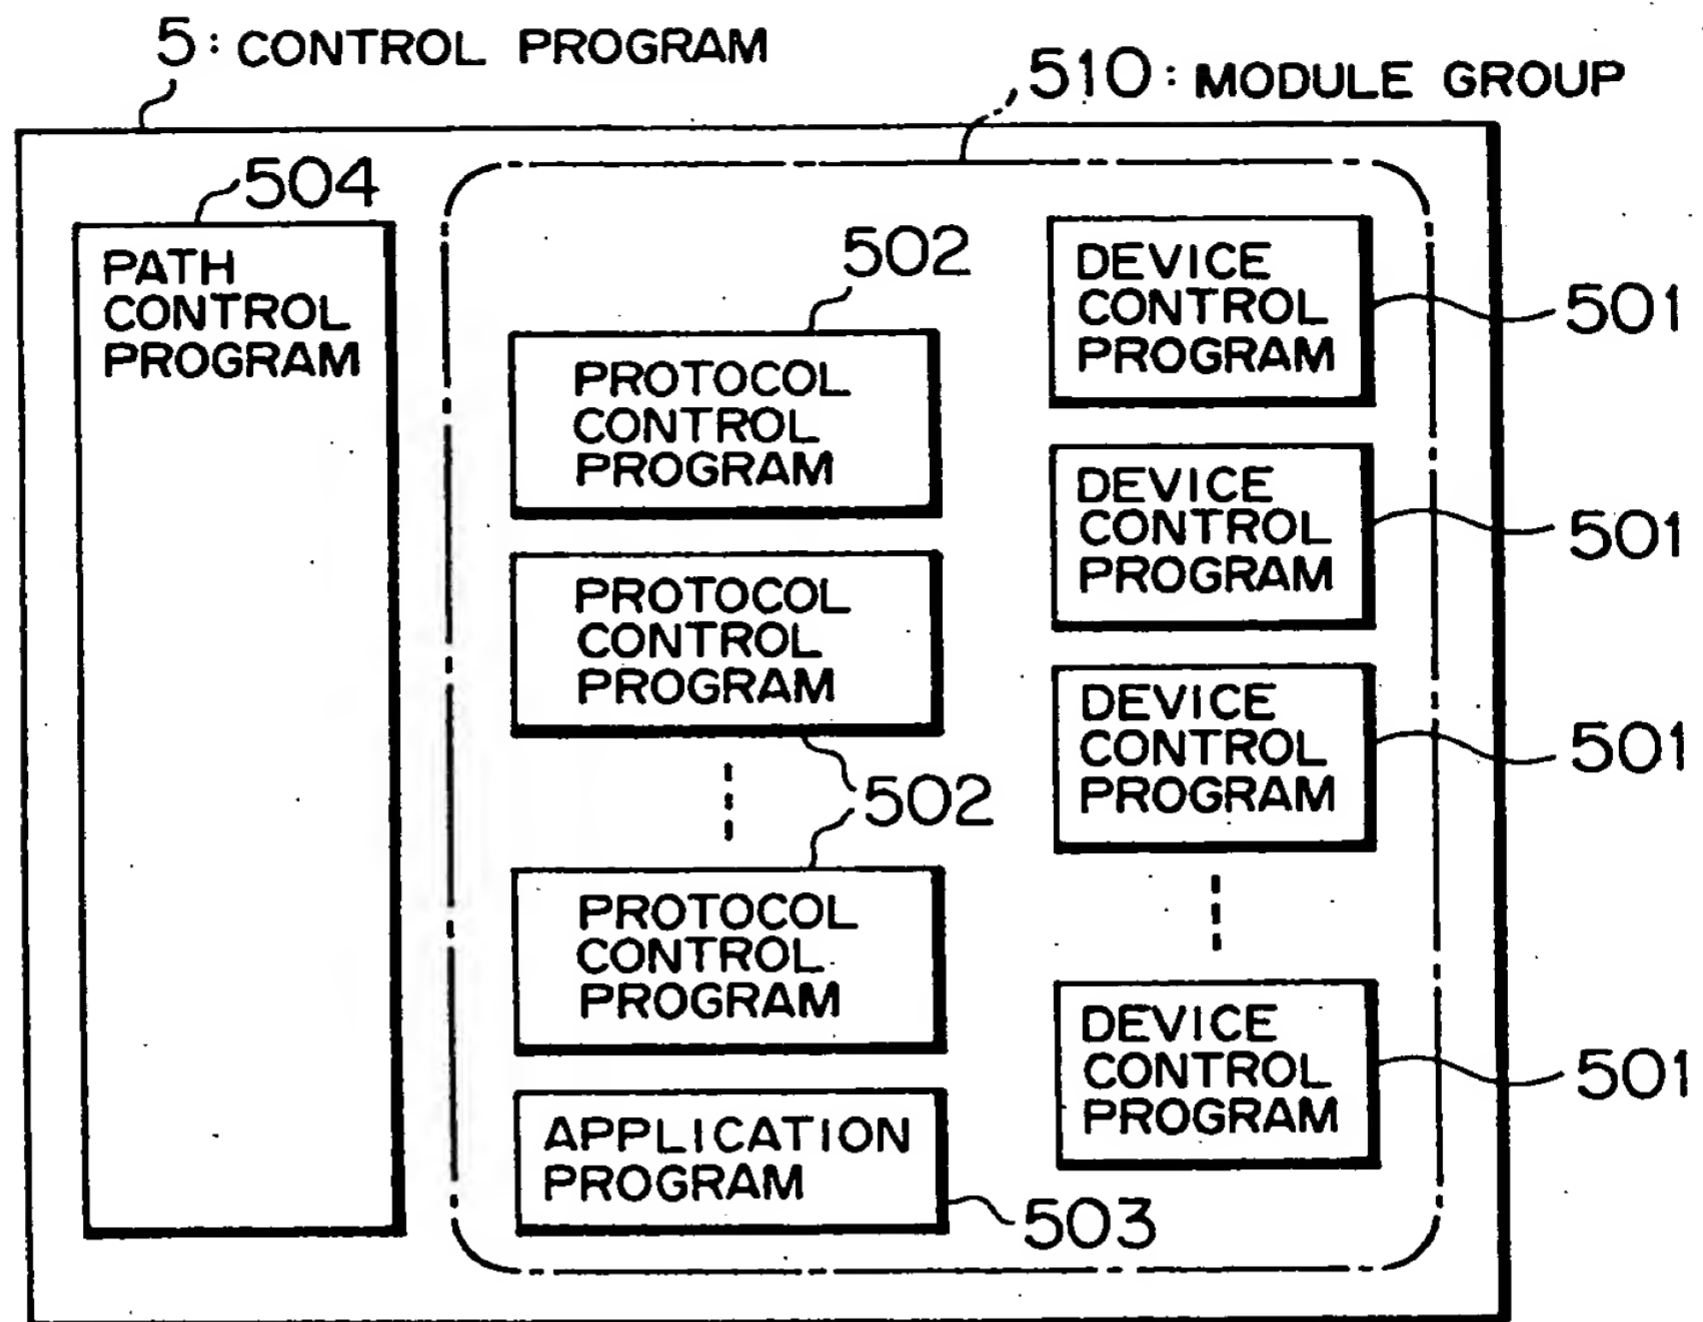 5: CONTROL PROGRAM
510: MODULE GROUP
504
PATH
CONTROL
PROGRAM
502
PROTOCOL
CONTROL
PROGRAM
PROTOCOL
CONTROL
PROGRAM
502
PROTOCOL
CONTROL
PROGRAM
APPLICATION
PROGRAM
503
DEVICE
CONTROL
PROGRAM
501
DEVICE
CONTROL
PROGRAM
501
DEVICE
CONTROL
PROGRAM
501
DEVICE
CONTROL
PROGRAM
501